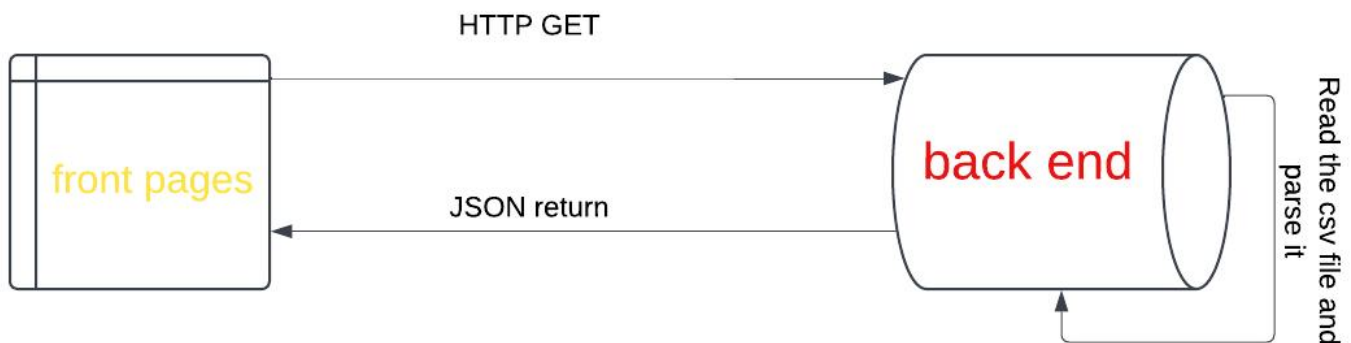 HTTP GET
front pages
back end
JSON return
Read the csv file and
parse it